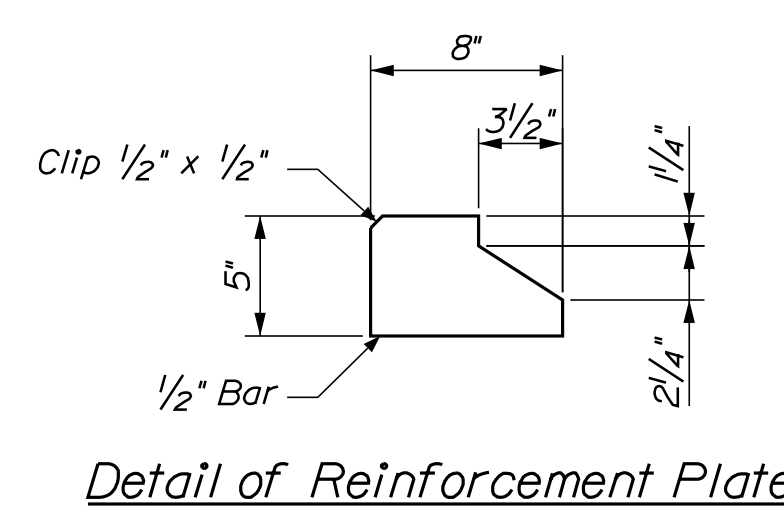 8"
3½"
1¼"
Clip ½" x ½"
5"
2¼"
½" Bar
Detail of Reinforcement Plate